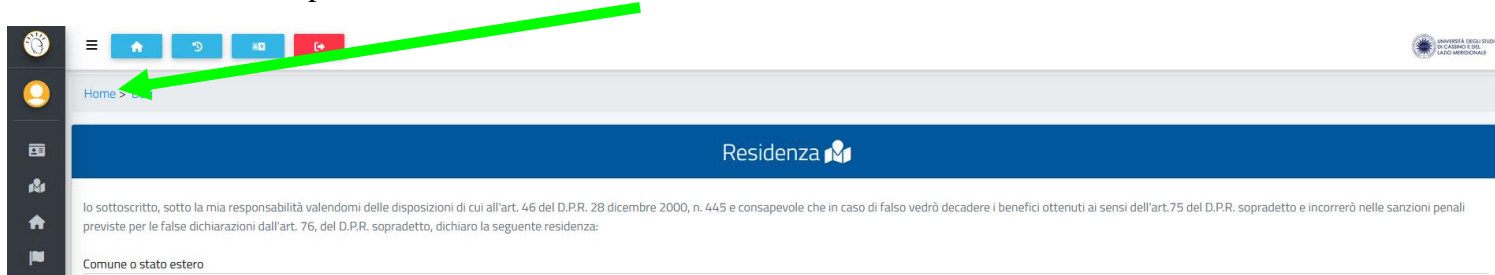 UNIVERSITÀ DEGLI STUDI
DI CASSINO E DEL
LAZIO MERIDIONALE
Home >
Residenza
Io sottoscritto, sotto la mia responsabilità valendomi delle disposizioni di cui all'art. 46 del D.P.R. 28 dicembre 2000, n. 445 e consapevole che in caso di falso vedrò decadere i benefici ottenuti ai sensi dell'art.75 del D.P.R. sopradetto e incorrerò nelle sanzioni penali
previste per le false dichiarazioni dall'art. 76, del D.P.R. sopradetto, dichiaro la seguente residenza:
Comune o stato estero